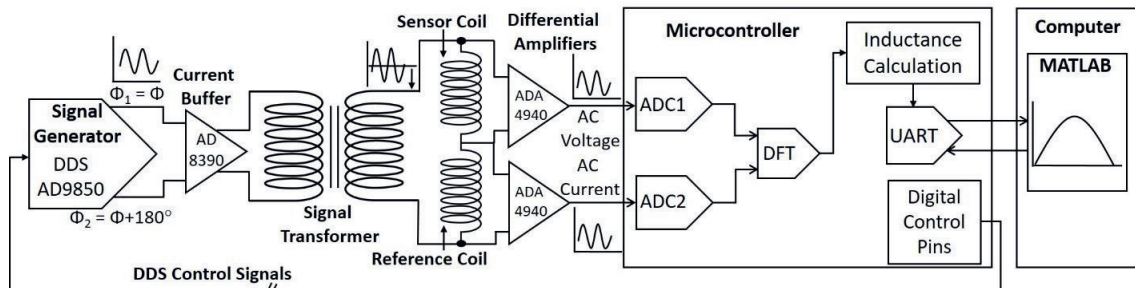 Φ₁ = Φ
Signal
Generator
DDS
AD9850
Φ₂ = Φ+180°
Current
Buffer
AD
8390
Signal
Transformer
Sensor Coil
Reference Coil
Differential
Amplifiers
ADA
4940
AC
Voltage
AC
Current
ADA
4940
Microcontroller
ADC1
ADC2
DFT
Inductance
Calculation
UART
Digital
Control
Pins
Computer
MATLAB
DDS Control Signals